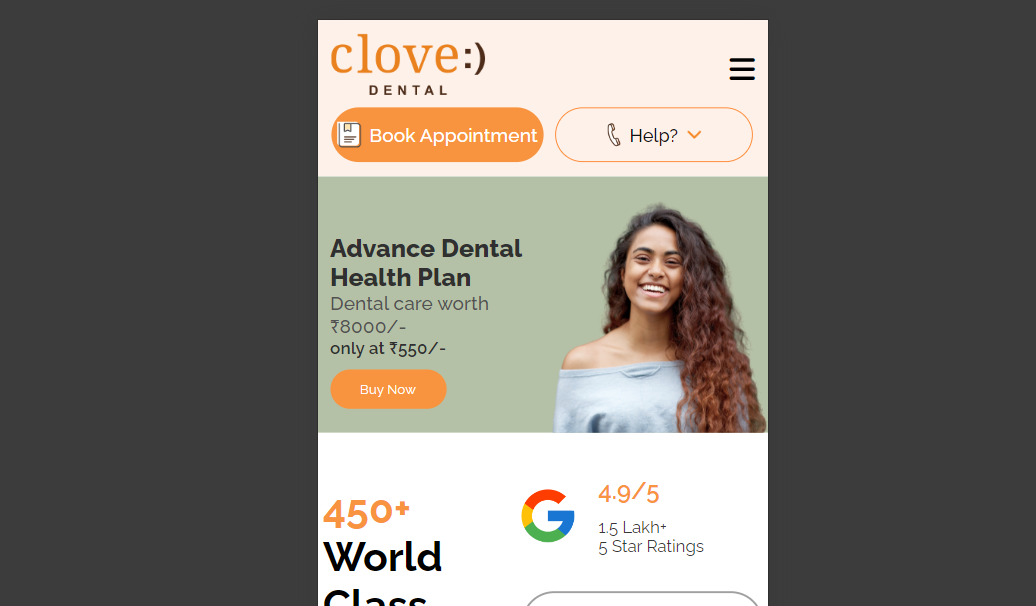 clove:)
DENTAL
Book Appointment
Help?
Advance Dental
Health Plan
Dental care worth
₹8000/-
only at ₹550/-
Buy Now
450+
World
Class
4.9/5
1.5 Lakh+
5 Star Ratings